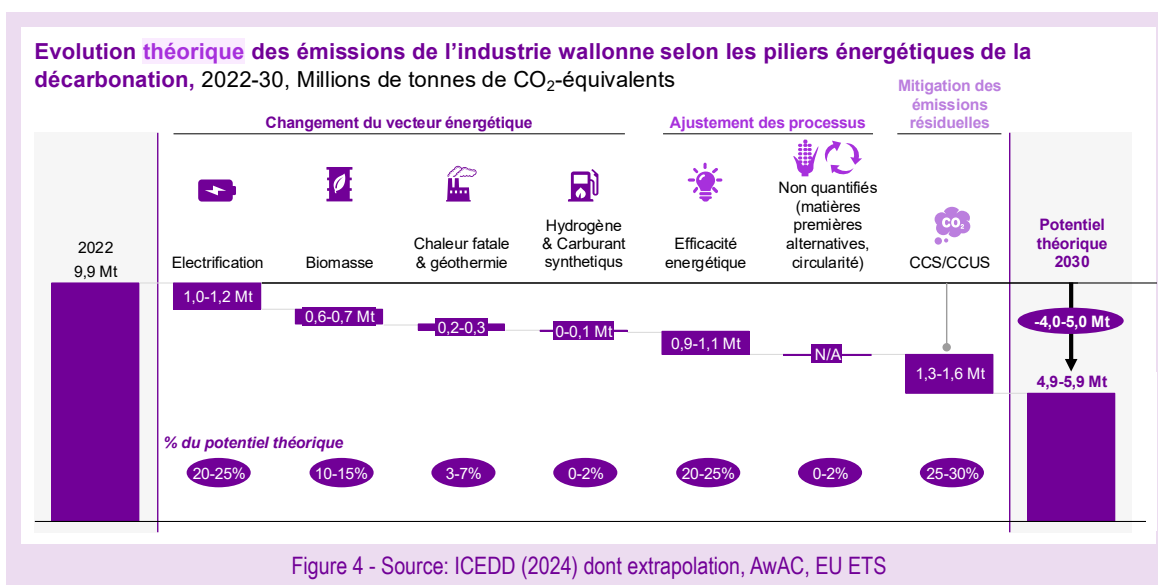 Evolution théorique des émissions de l'industrie wallonne selon les piliers énergétiques de la
décarbonation, 2022-30, Millions de tonnes de CO₂-équivalents
Mitigation des
émissions
résiduelles
Changement du vecteur énergétique
Ajustement des processus
2022
9,9 Mt
Electrification
Biomasse
Chaleur fatale
& géothermie
Hydrogène
& Carburant
synthetiqus
Efficacité
energétique
Non quantifiés
(matières
premières
alternatives,
circularité)
CO₂
CCS/CCUS
Potentiel
théorique
2030
1,0-1,2 Mt
0,6-0,7 Mt
0,2-0,3
0-0,1 Mt
0,9-1,1 Mt
N/A
1,3-1,6 Mt
-4,0-5,0 Mt
4,9-5,9 Mt
% du potentiel théorique
20-25%
10-15%
3-7%
0-2%
20-25%
0-2%
25-30%
Figure 4 - Source: ICEDD (2024) dont extrapolation, AwAC, EU ETS